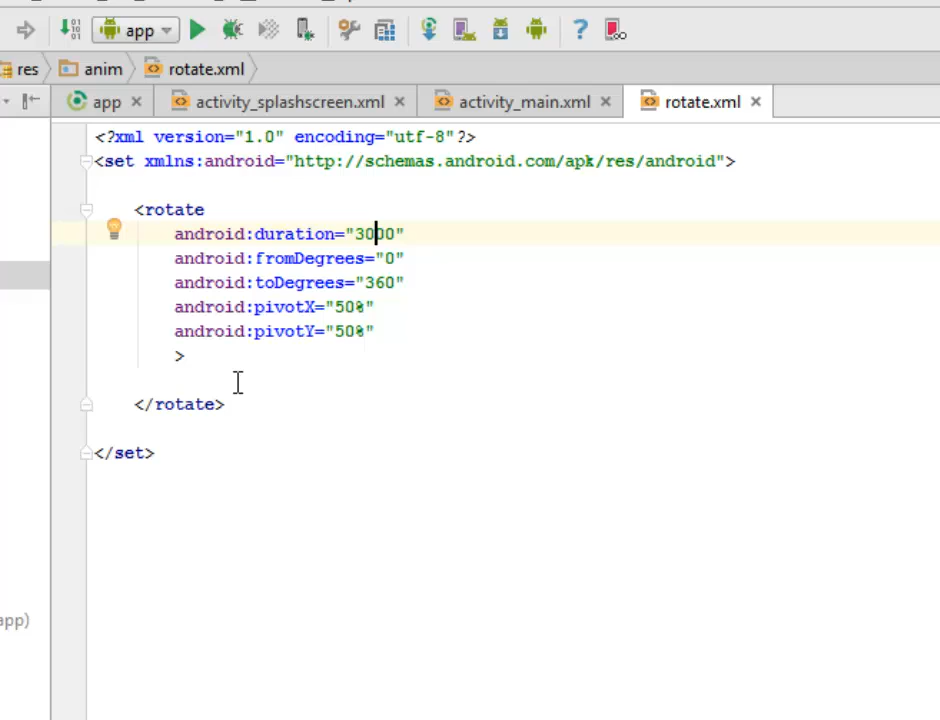 app
res anim rotate.xml
app activity_splashscreen.xml activity_main.xml rotate.xml
<?xml version="1.0" encoding="utf-8"?>
<set xmlns:android="http://schemas.android.com/apk/res/android">
<rotate
android:duration="3000"
android:fromDegrees="0"
android:toDegrees="360"
android:pivotX="50%"
android:pivotY="50%"
>
</rotate>
</set>
app)